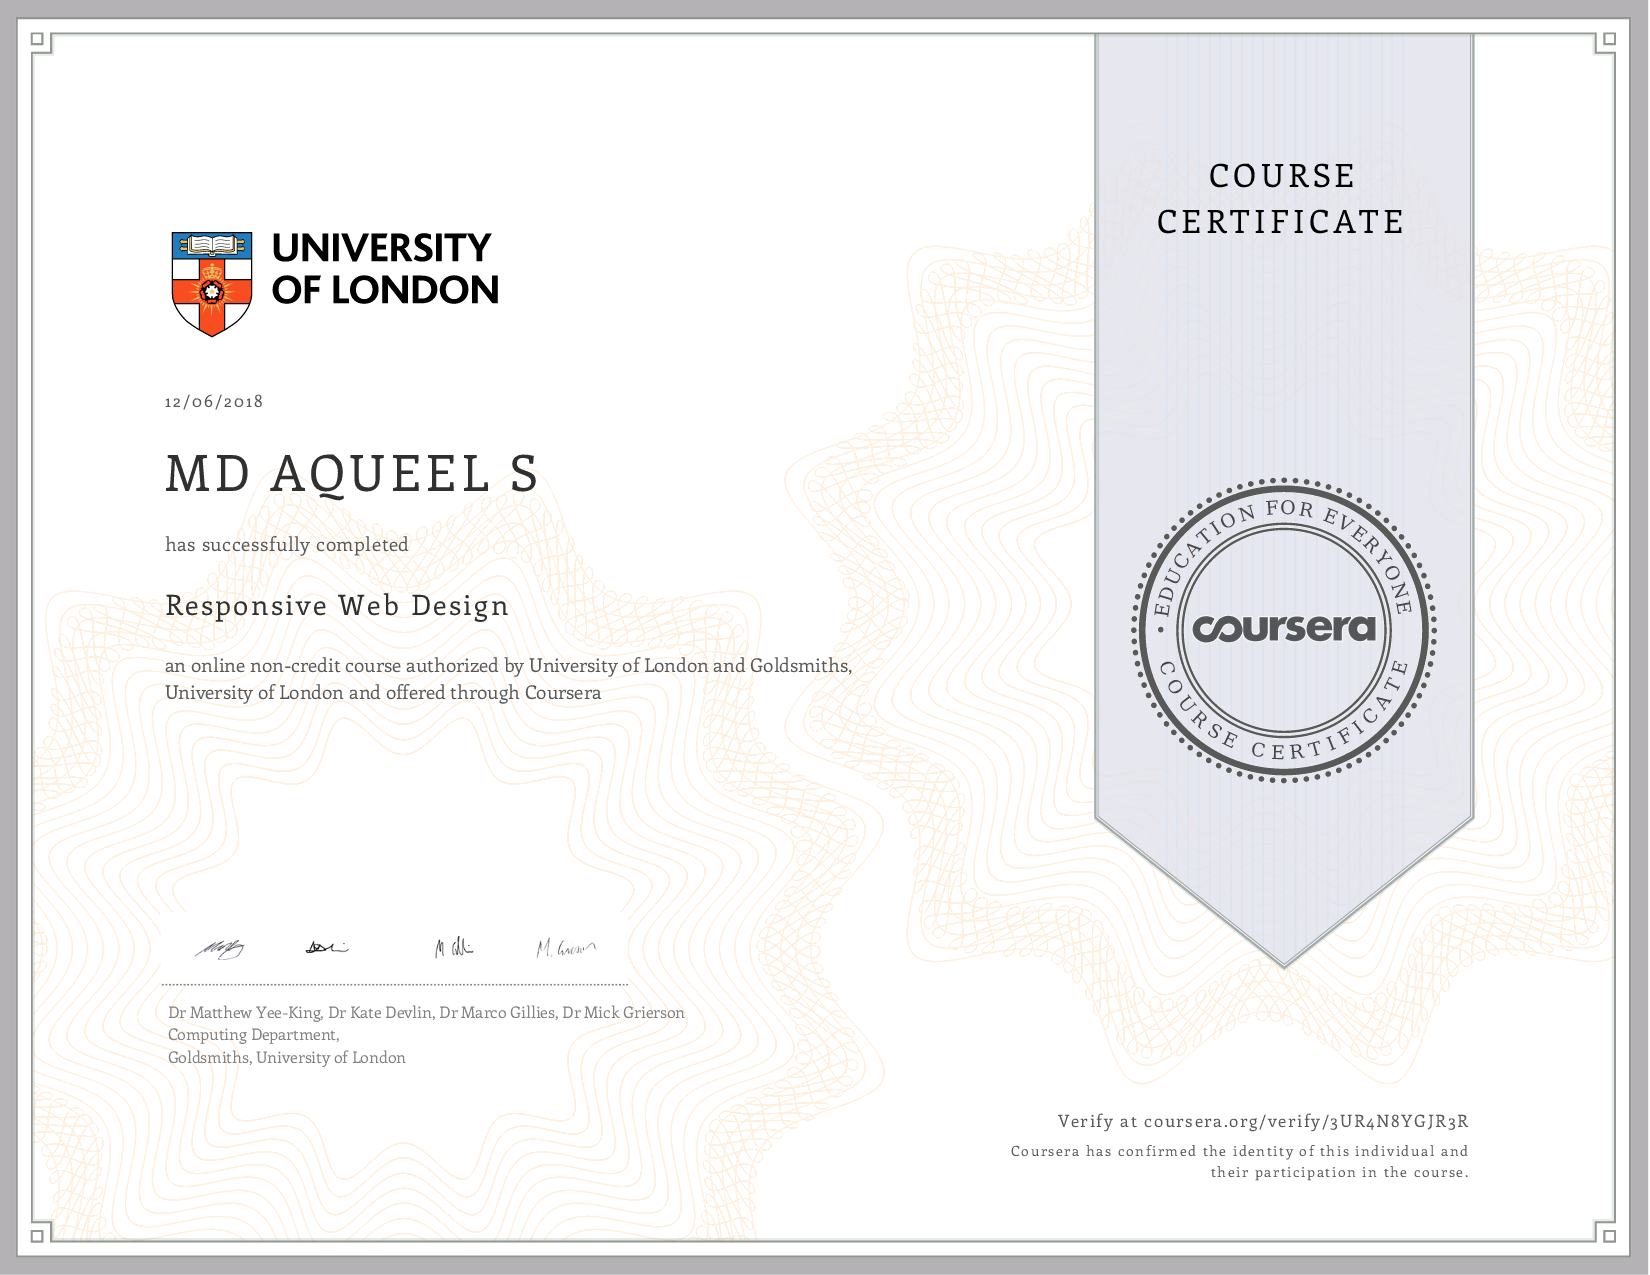 COURSE
CERTIFICATE
UNIVERSITY
OF LONDON
12/06/2018
MD AQUEEL S
has successfully completed
Responsive Web Design
an online non-credit course authorized by University of London and Goldsmiths,
University of London and offered through Coursera
• EDUCATION FOR EVERYONE •
coursera
COURSE CERTIFICATE
Dr Matthew Yee-King, Dr Kate Devlin, Dr Marco Gillies, Dr Mick Grierson
Computing Department,
Goldsmiths, University of London
Verify at coursera.org/verify/3UR4N8YGJR3R
Coursera has confirmed the identity of this individual and
their participation in the course.